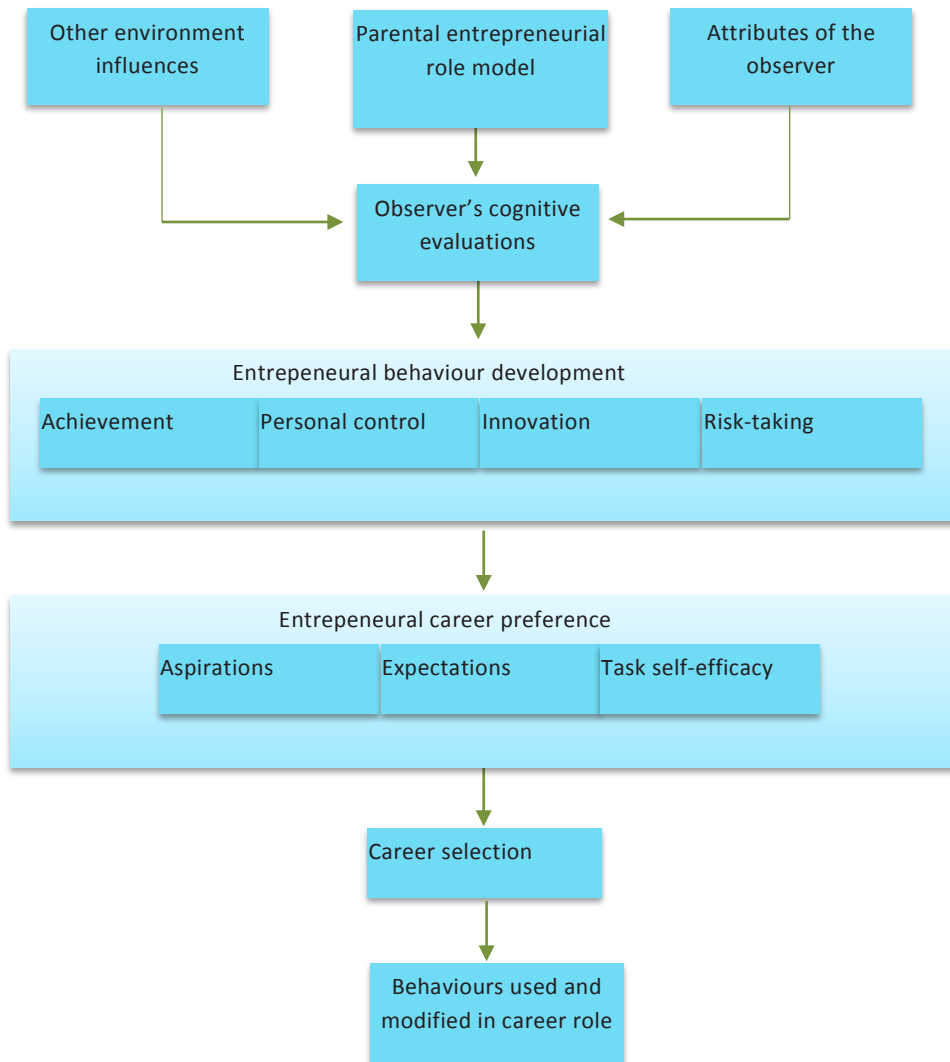 Other environment
influences
Parental entrepreneurial
role model
Attributes of the
observer
Observer’s cognitive
evaluations
Entrepeneural behaviour development
Achievement
Personal control
Innovation
Risk-taking
Entrepeneural career preference
Aspirations
Expectations
Task self-efficacy
Career selection
Behaviours used and
modified in career role